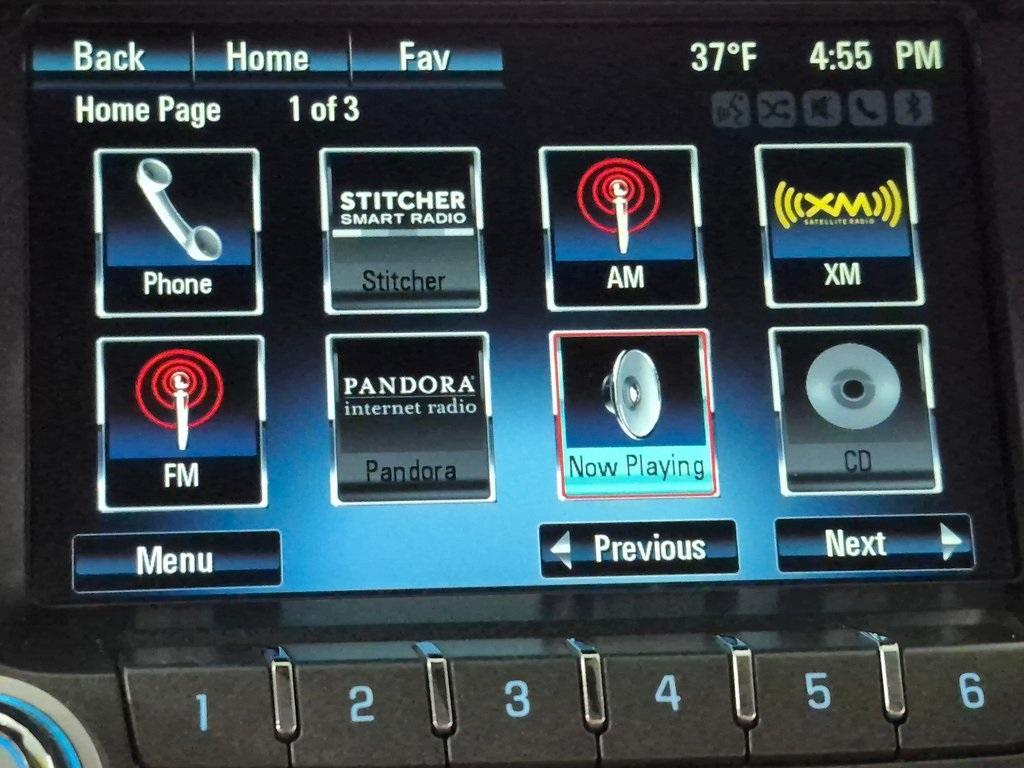 Back Home Fav 37°F 4:55 PM
Home Page 1 of 3
STITCHER
SMART RADIO
XM
SATELLITE RADIO
Phone Stitcher AM XM
PANDORA
internet radio
FM Pandora Now Playing CD
Menu Previous Next
1 2 3 4 5 6